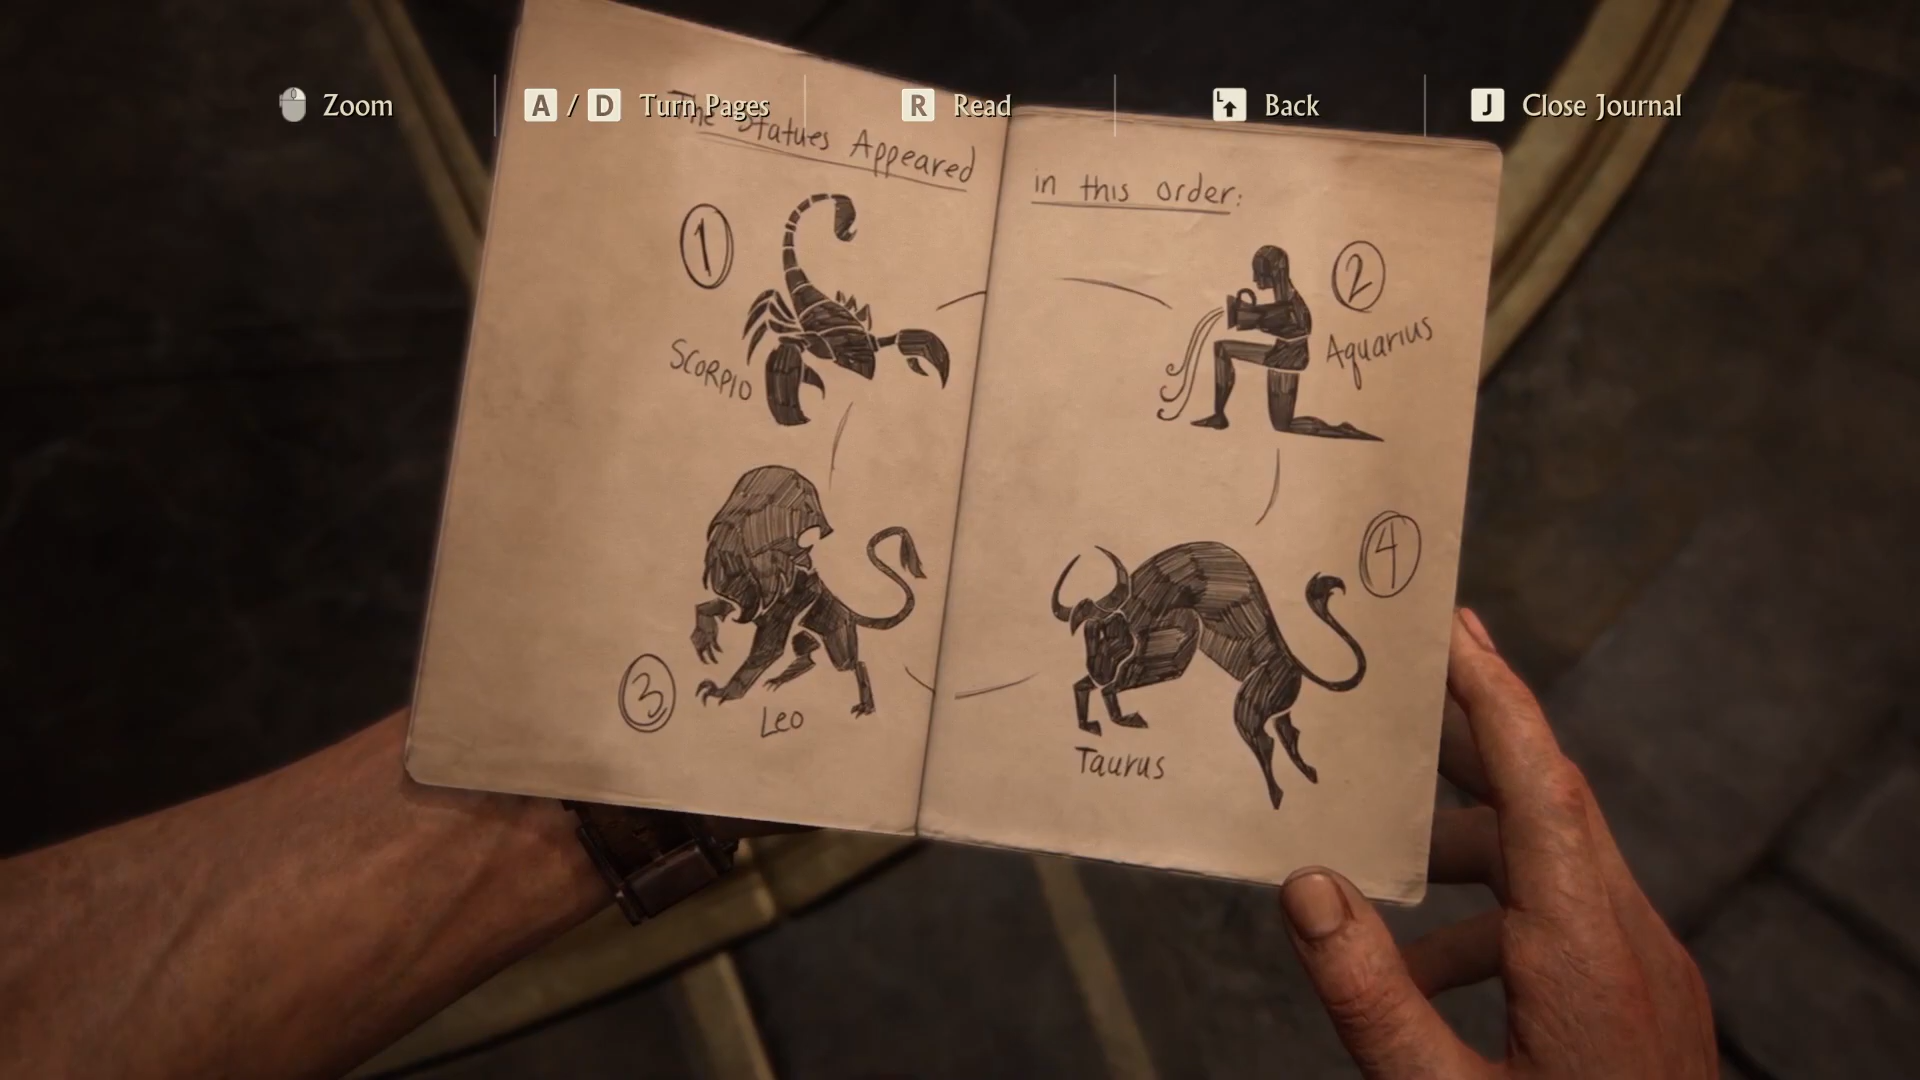 Zoom
A / D Turn Pages
R Read
L Back
J Close Journal
The Statues Appeared
in this order:
1
SCORPIO
2
Aquarius
3
Leo
4
Taurus